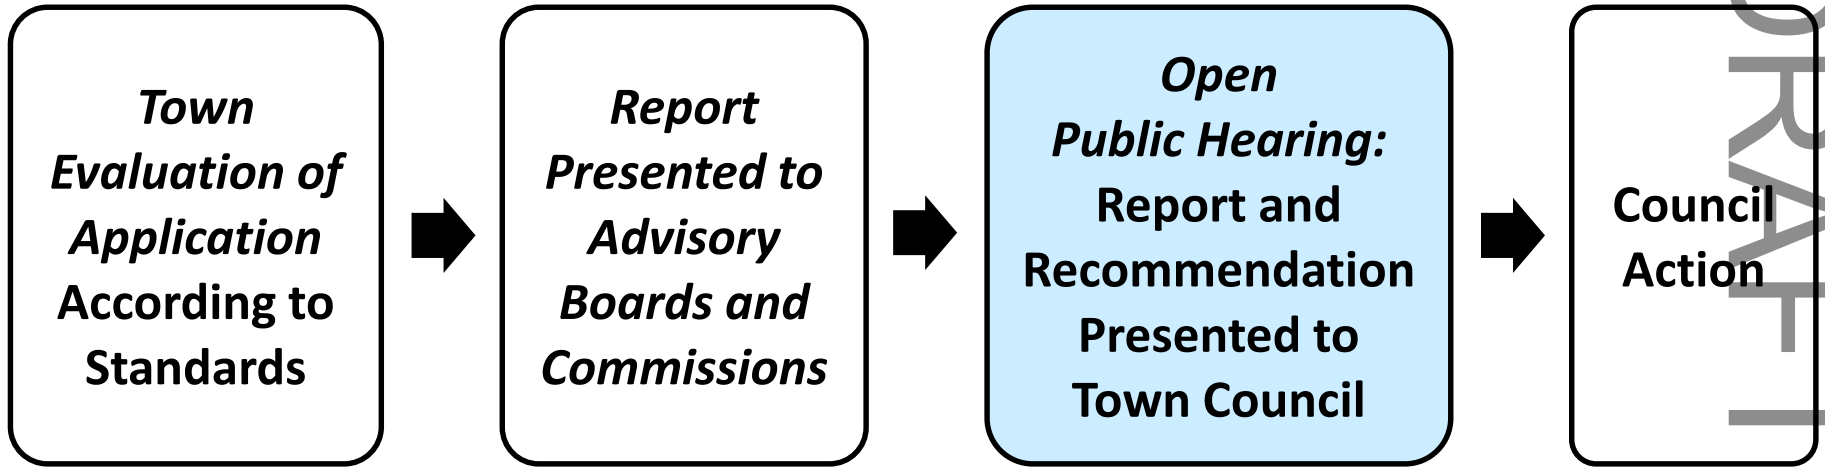 Town
Evaluation of
Application
According to
Standards
Report
Presented to
Advisory
Boards and
Commissions
Open
Public Hearing:
Report and
Recommendation
Presented to
Town Council
Council
Action
DRAFT